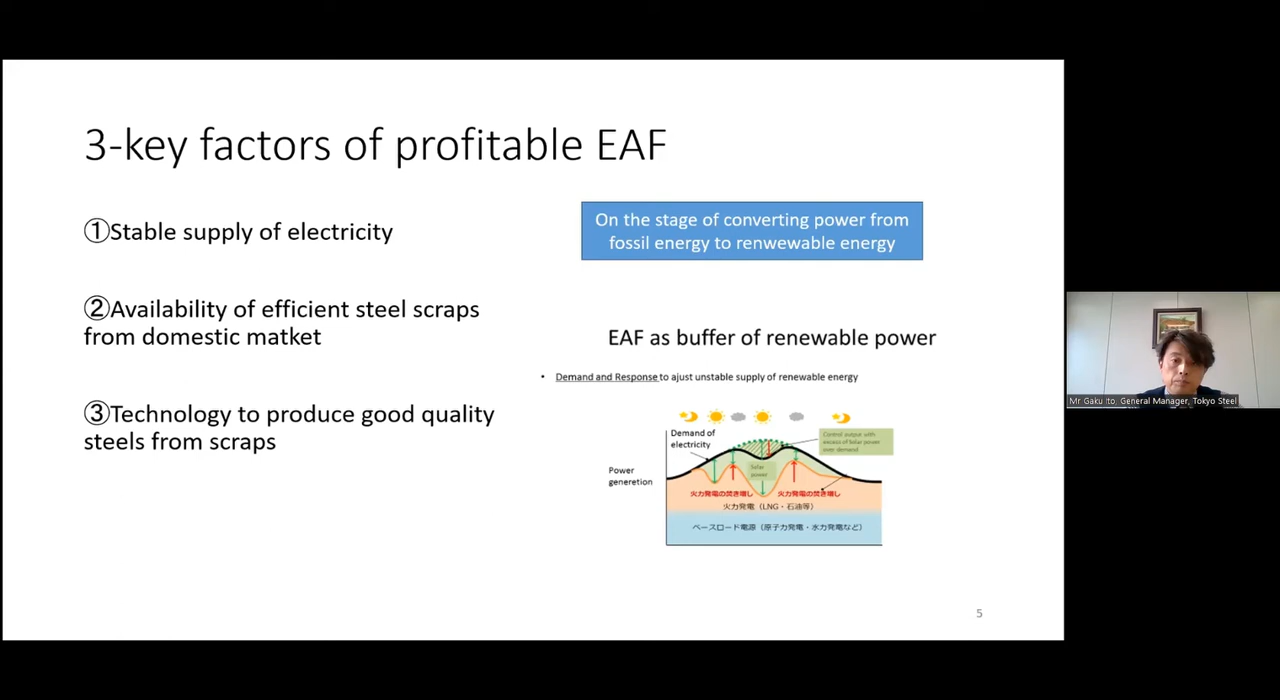 3-key factors of profitable EAF
①Stable supply of electricity
②Availability of efficient steel scraps
from domestic matket
③Technology to produce good quality
steels from scraps
On the stage of converting power from
fossil energy to renwewable energy
EAF as buffer of renewable power
• Demand and Response to ajust unstable supply of renewable energy
Demand of
electricity
Control output with
excess of Solar power
over demand
Power
generetion
Solar
power
火力発電の焚き増し
火力発電の焚き増し
火力発電（LNG・石油等）
ベースロード電源（原子力発電・水力発電など）
5
Mr Gaku Ito, General Manager, Tokyo Steel